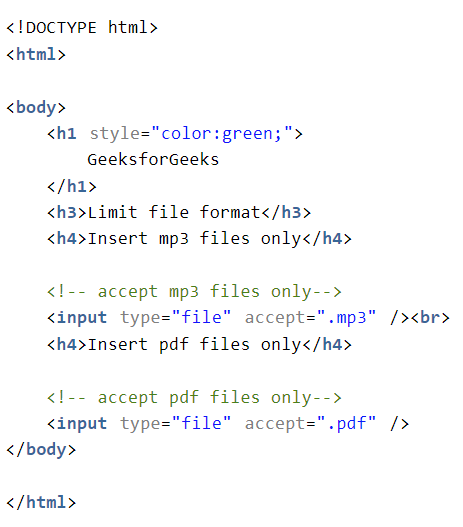 <!DOCTYPE html>
<html>
<body>
<h1 style="color:green;">
GeeksforGeeks
</h1>
<h3>Limit file format</h3>
<h4>Insert mp3 files only</h4>
<!-- accept mp3 files only-->
<input type="file" accept=".mp3" /><br>
<h4>Insert pdf files only</h4>
<!-- accept pdf files only-->
<input type="file" accept=".pdf" />
</body>
</html>